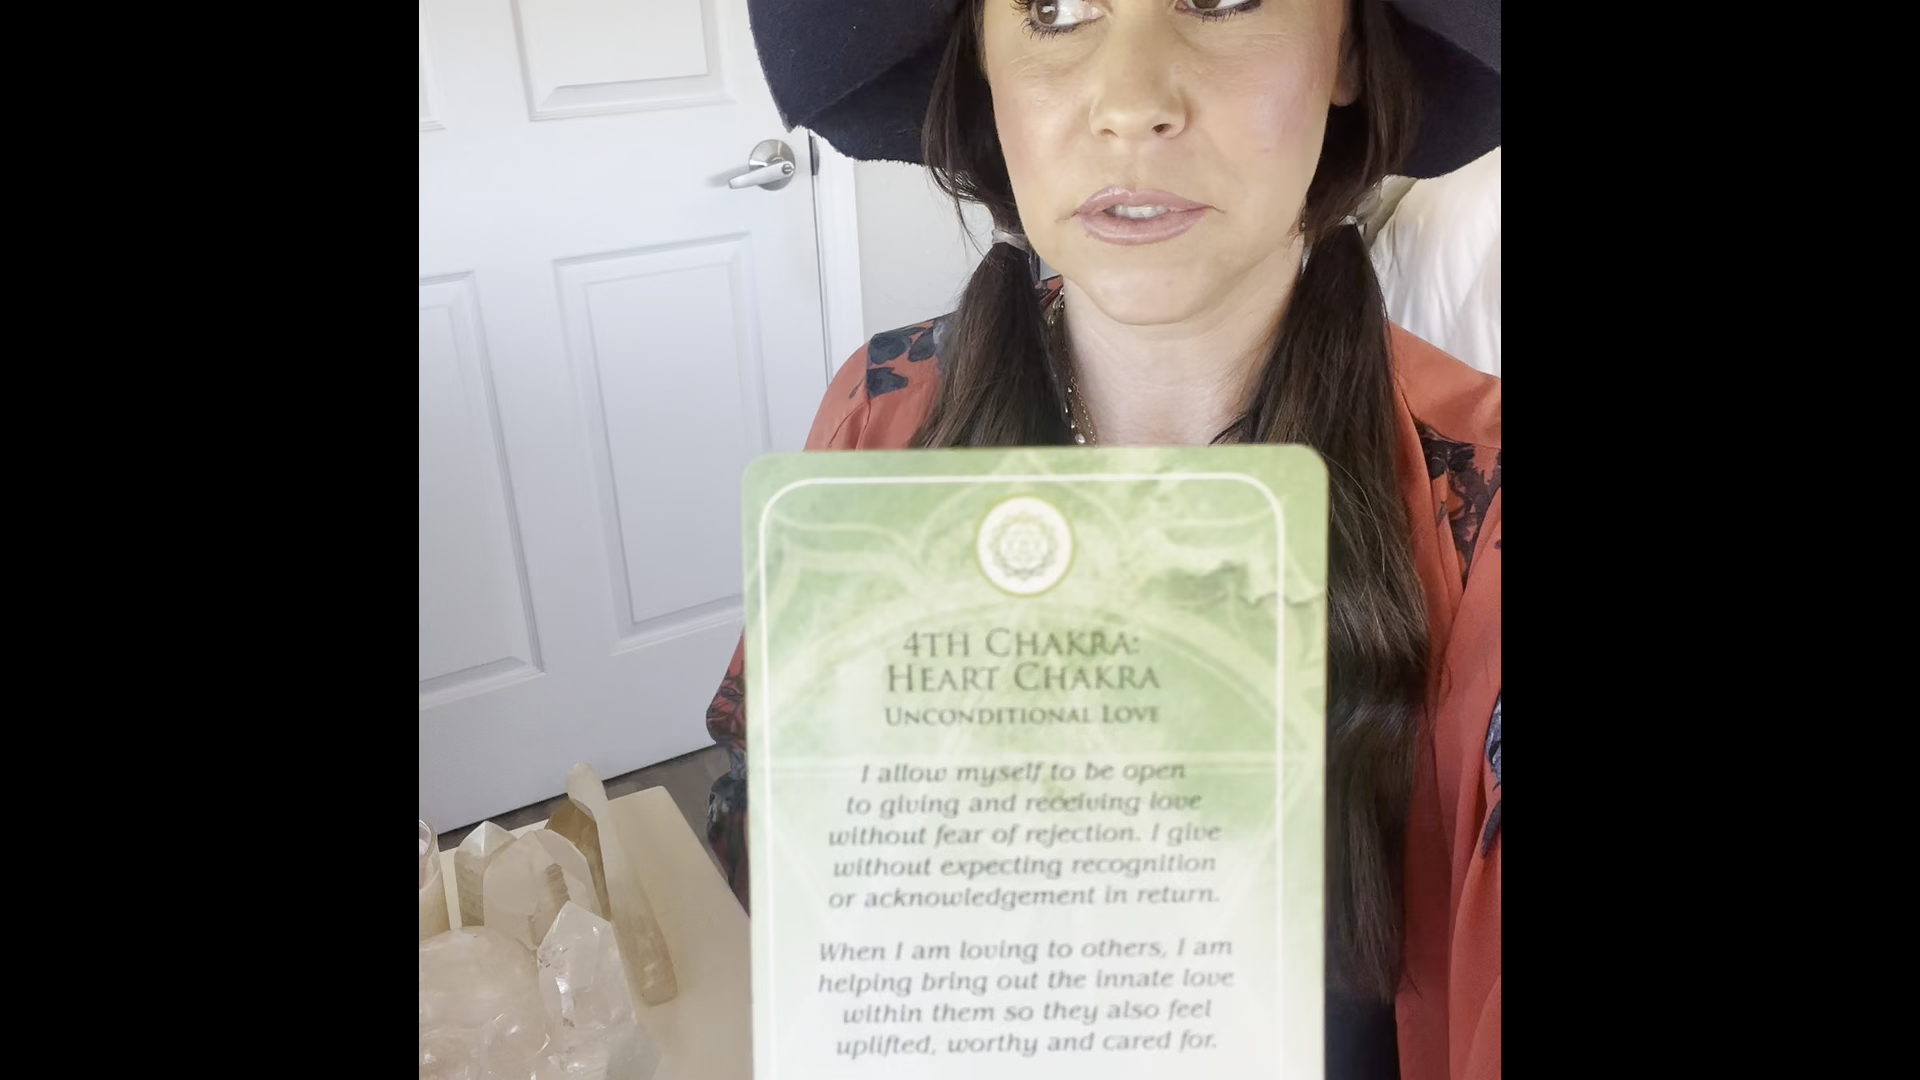 4TH CHAKRA:
HEART CHAKRA
UNCONDITIONAL LOVE
I allow myself to be open
to giving and receiving love
without fear of rejection. I give
without expecting recognition
or acknowledgement in return.
When I am loving to others, I am
helping bring out the innate love
within them so they also feel
uplifted, worthy and cared for.